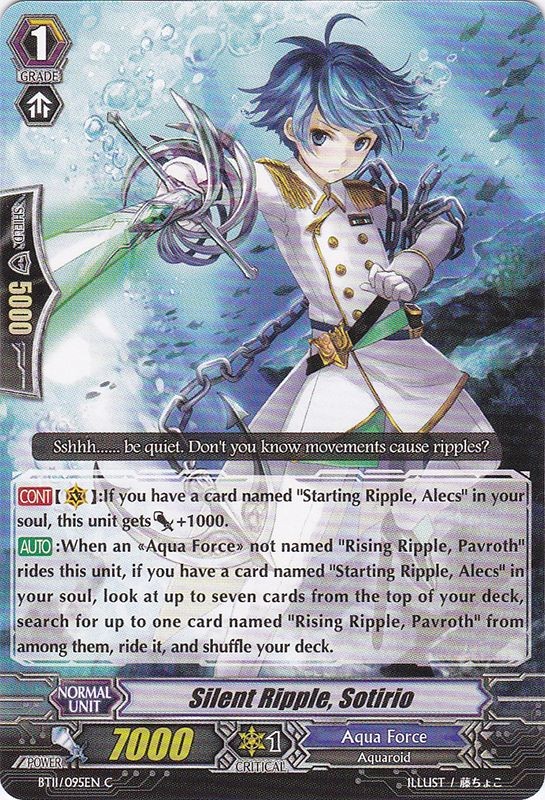 1
GRADE
SHIELD
5000
Sshhh...... be quiet. Don't you know movements cause ripples?
CONT【 】:If you have a card named "Starting Ripple, Alecs" in your
soul, this unit gets +1000.
AUTO:When an «Aqua Force» not named "Rising Ripple, Pavroth"
rides this unit, if you have a card named "Starting Ripple, Alecs" in
your soul, look at up to seven cards from the top of your deck,
search for up to one card named "Rising Ripple, Pavroth" from
among them, ride it, and shuffle your deck.
NORMAL
UNIT
Silent Ripple, Sotirio
POWER
7000
1
CRITICAL
Aqua Force
Aquaroid
BT11/095EN C
ILLUST / 藤ちょこ